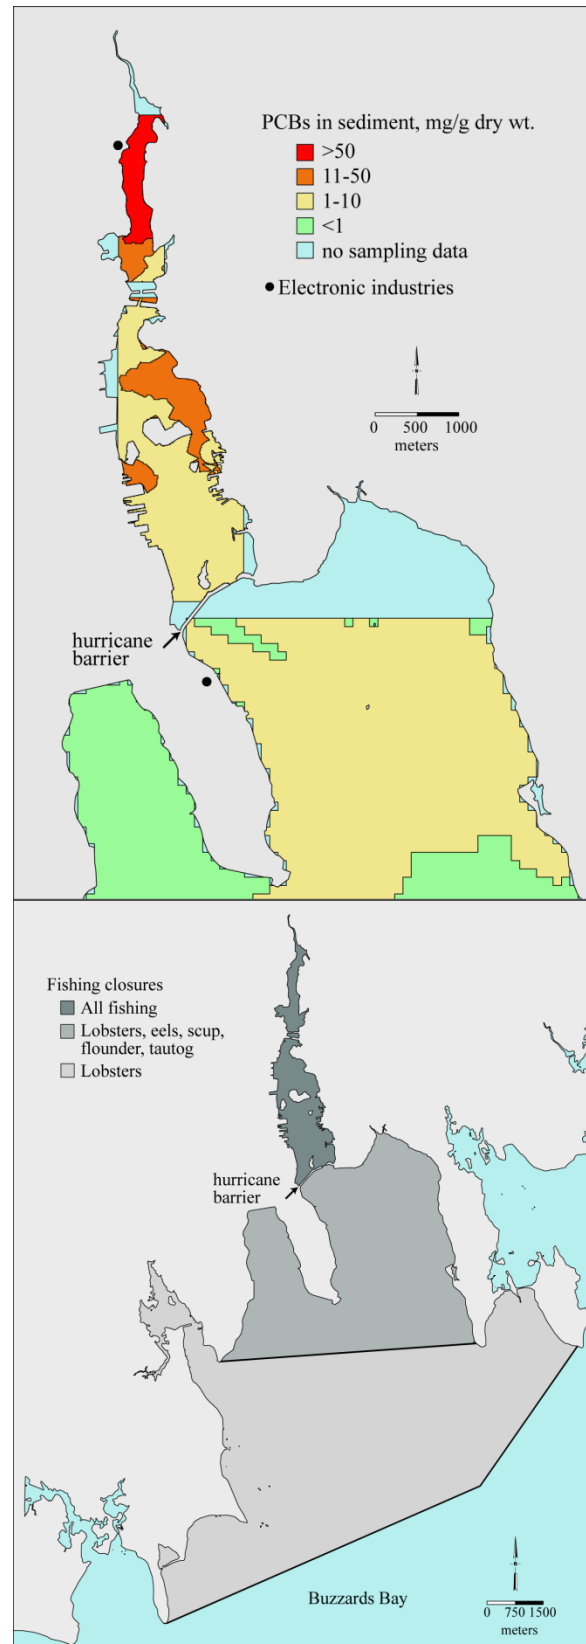 PCBs in sediment, mg/g dry wt.
>50
11-50
1-10
<1
no sampling data
Electronic industries
0 500 1000
meters
hurricane
barrier
Fishing closures
All fishing
Lobsters, eels, scup,
flounder, tautog
Lobsters
hurricane
barrier
Buzzards Bay
0 750 1500
meters